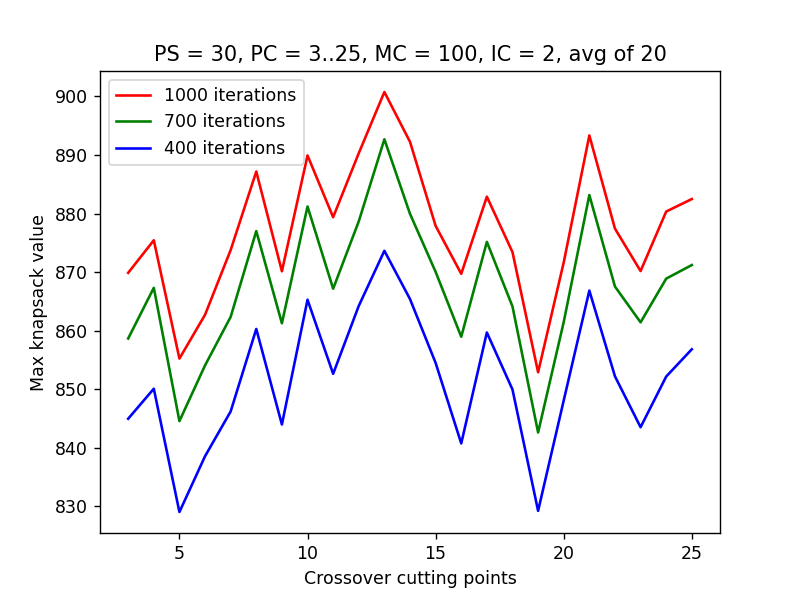 PS = 30, PC = 3..25, MC = 100, IC = 2, avg of 20
1000 iterations
700 iterations
400 iterations
900
890
880
870
860
850
840
830
Max knapsack value
5 10 15 20 25
Crossover cutting points